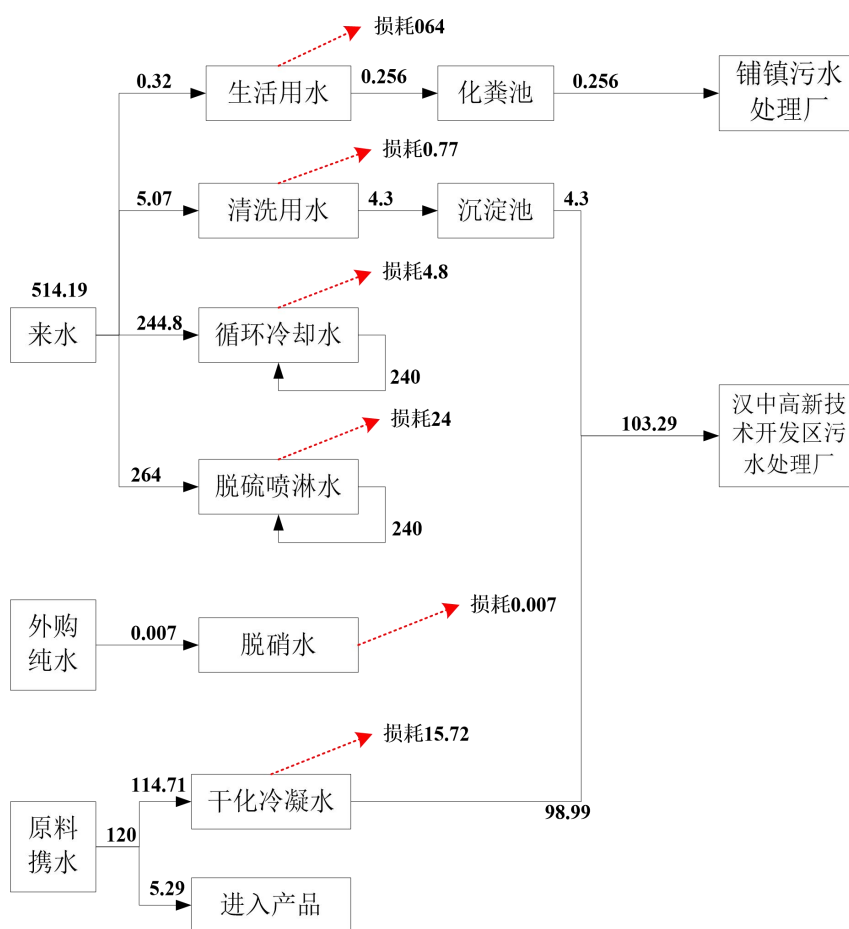 损耗064
0.32
生活用水
0.256
化粪池
0.256
铺镇污水
处理厂
损耗0.77
5.07
清洗用水
4.3
沉淀池
4.3
514.19
来水
损耗4.8
244.8
循环冷却水
240
损耗24
264
脱硫喷淋水
240
103.29
汉中高新技
术开发区污
水处理厂
外购
纯水
0.007
脱硝水
损耗0.007
损耗15.72
原料
携水
120
114.71
干化冷凝水
98.99
5.29
进入产品